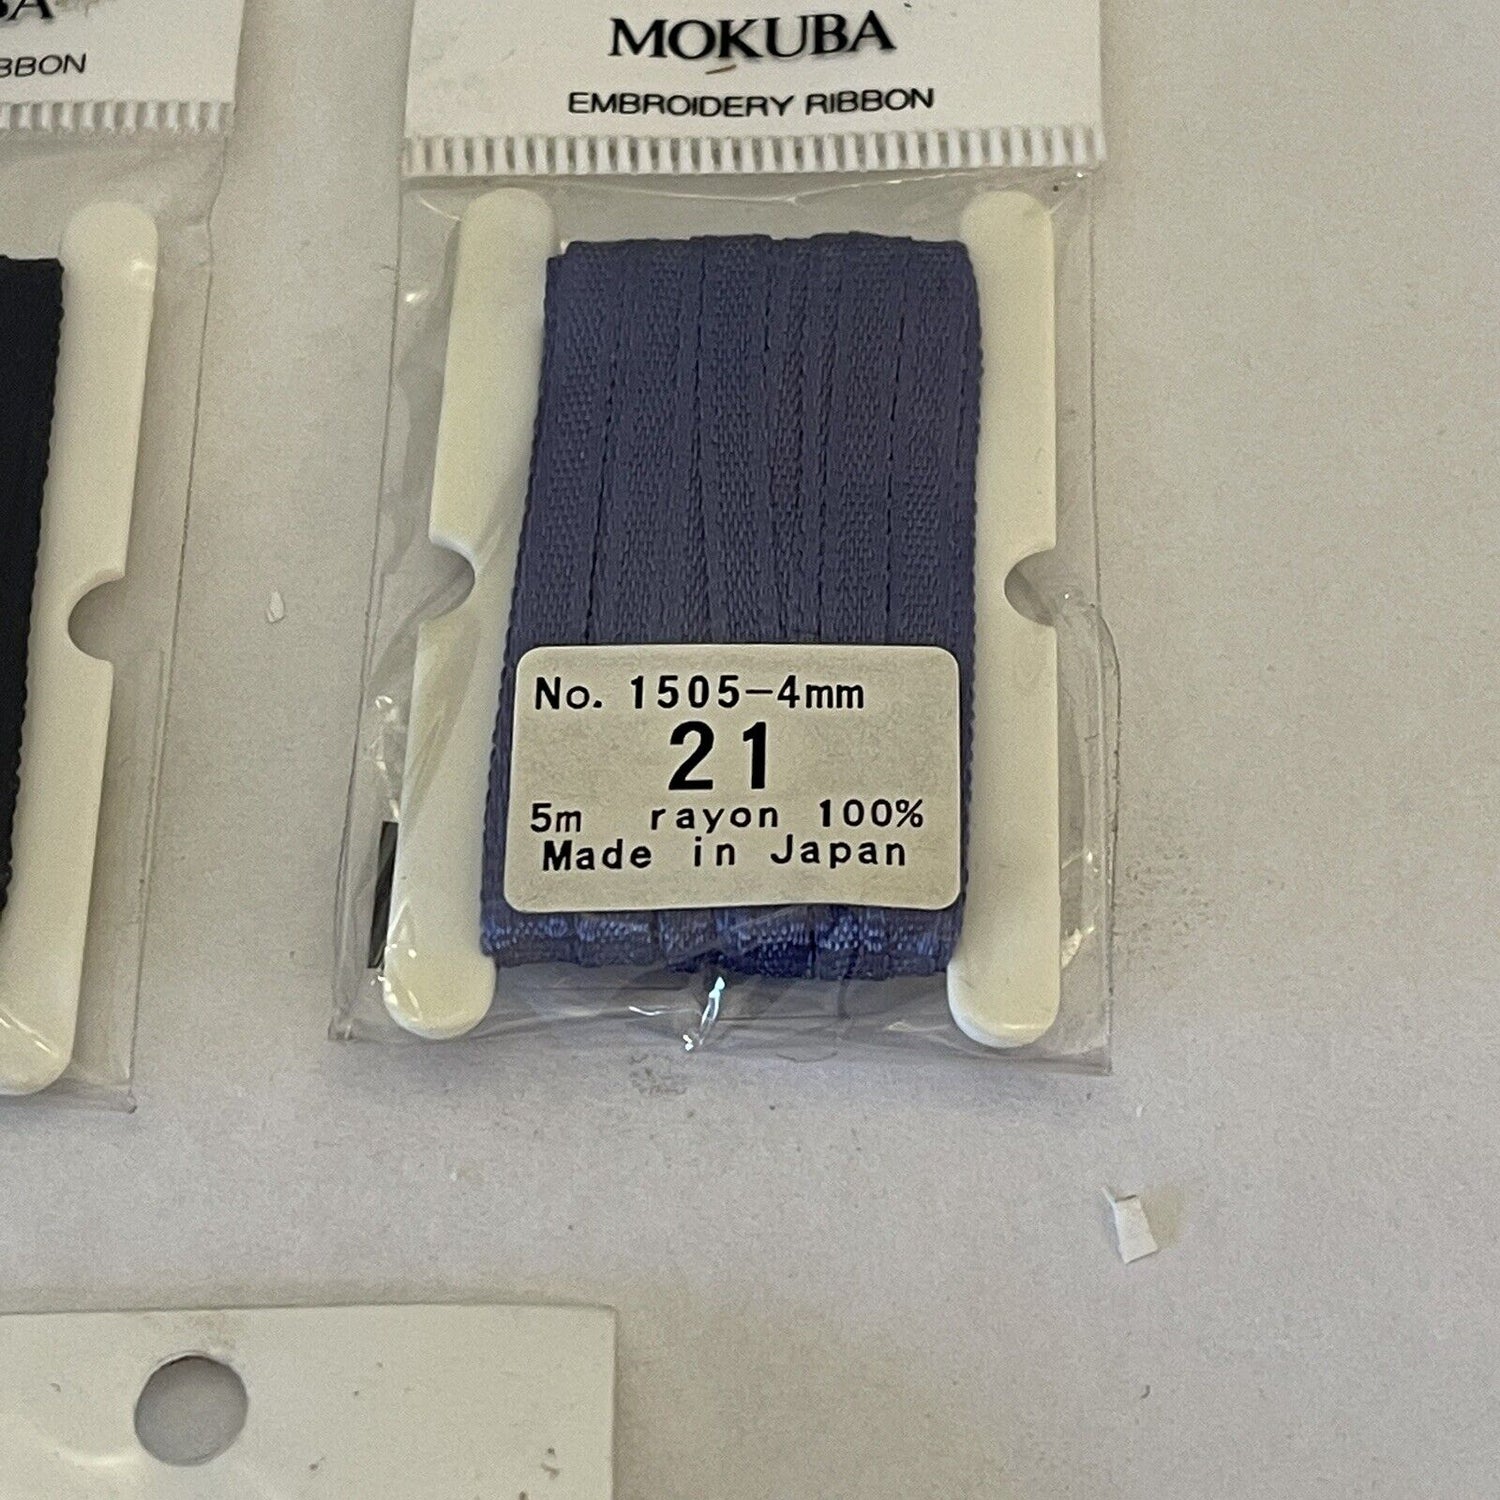 MOKUBA
EMBROIDERY RIBBON
No. 1505-4mm
21
5m rayon 100%
Made in Japan